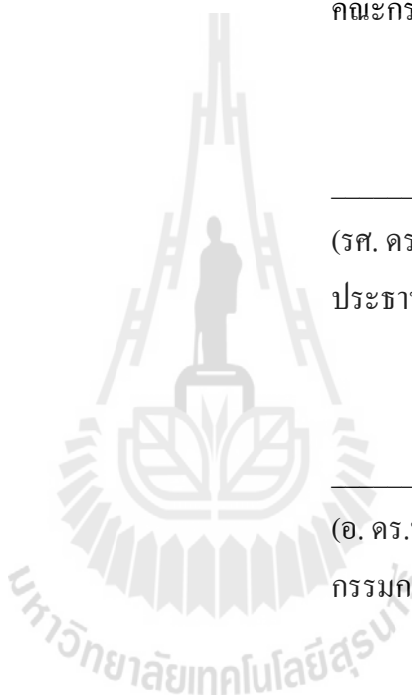 คณะกร
(รศ. ดร
ประธาน
(อ. ดร.
กรรมก
มหาวิทยาลัยเทคโนโลยีสุรนารี